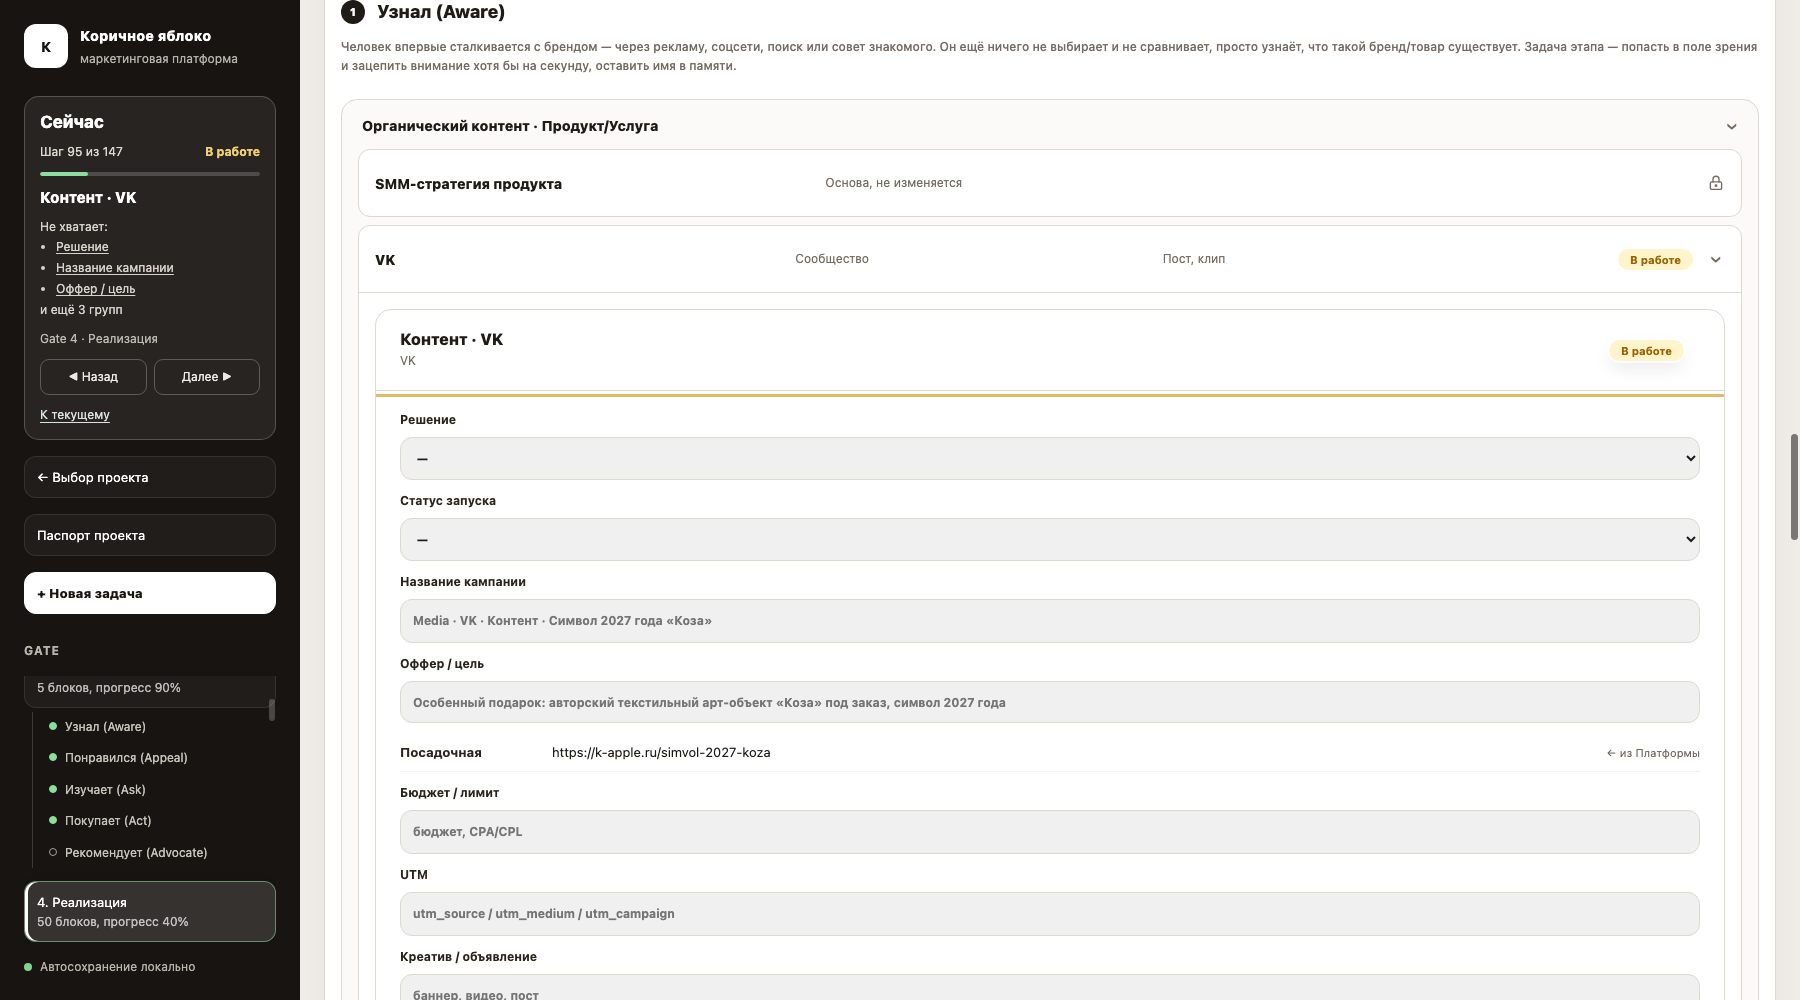 К
Коричное яблоко
маркетинговая платформа
Сейчас
Шаг 95 из 147
В работе
Контент · VK
Не хватает:
• Решение
• Название кампании
• Оффер / цель
и ещё 3 групп
Gate 4 · Реализация
◀ Назад
Далее ▶
К текущему
← Выбор проекта
Паспорт проекта
+ Новая задача
GATE
5 блоков, прогресс 90%
Узнал (Aware)
Понравился (Appeal)
Изучает (Ask)
Покупает (Act)
Рекомендует (Advocate)
4. Реализация
50 блоков, прогресс 40%
Автосохранение локально
1 Узнал (Aware)
Человек впервые сталкивается с брендом — через рекламу, соцсети, поиск или совет знакомого. Он ещё ничего не выбирает и не сравнивает, просто узнаёт, что такой бренд/товар существует. Задача этапа — попасть в поле зрения
и зацепить внимание хотя бы на секунду, оставить имя в памяти.
Органический контент · Продукт/Услуга
SMM-стратегия продукта
Основа, не изменяется
VK
Сообщество
Пост, клип
В работе
Контент · VK
VK
В работе
Решение
—
Статус запуска
—
Название кампании
Media · VK · Контент · Символ 2027 года «Коза»
Оффер / цель
Особенный подарок: авторский текстильный арт-объект «Коза» под заказ, символ 2027 года
Посадочная
https://k-apple.ru/simvol-2027-koza
← из Платформы
Бюджет / лимит
бюджет, CPA/CPL
UTM
utm_source / utm_medium / utm_campaign
Креатив / объявление
баннер, видео, пост